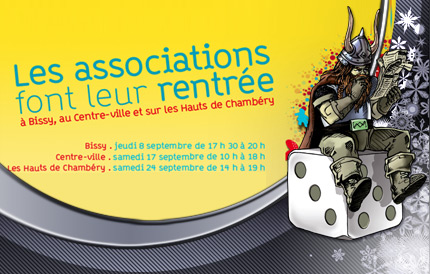 Les associations
font leur rentrée
à Bissy, au Centre-ville et sur les Hauts de Chambéry
Bissy . jeudi 8 septembre de 17 h 30 à 20 h
Centre-ville . samedi 17 septembre de 10 h à 18 h
Les Hauts de Chambéry . samedi 24 septembre de 14 h à 19 h